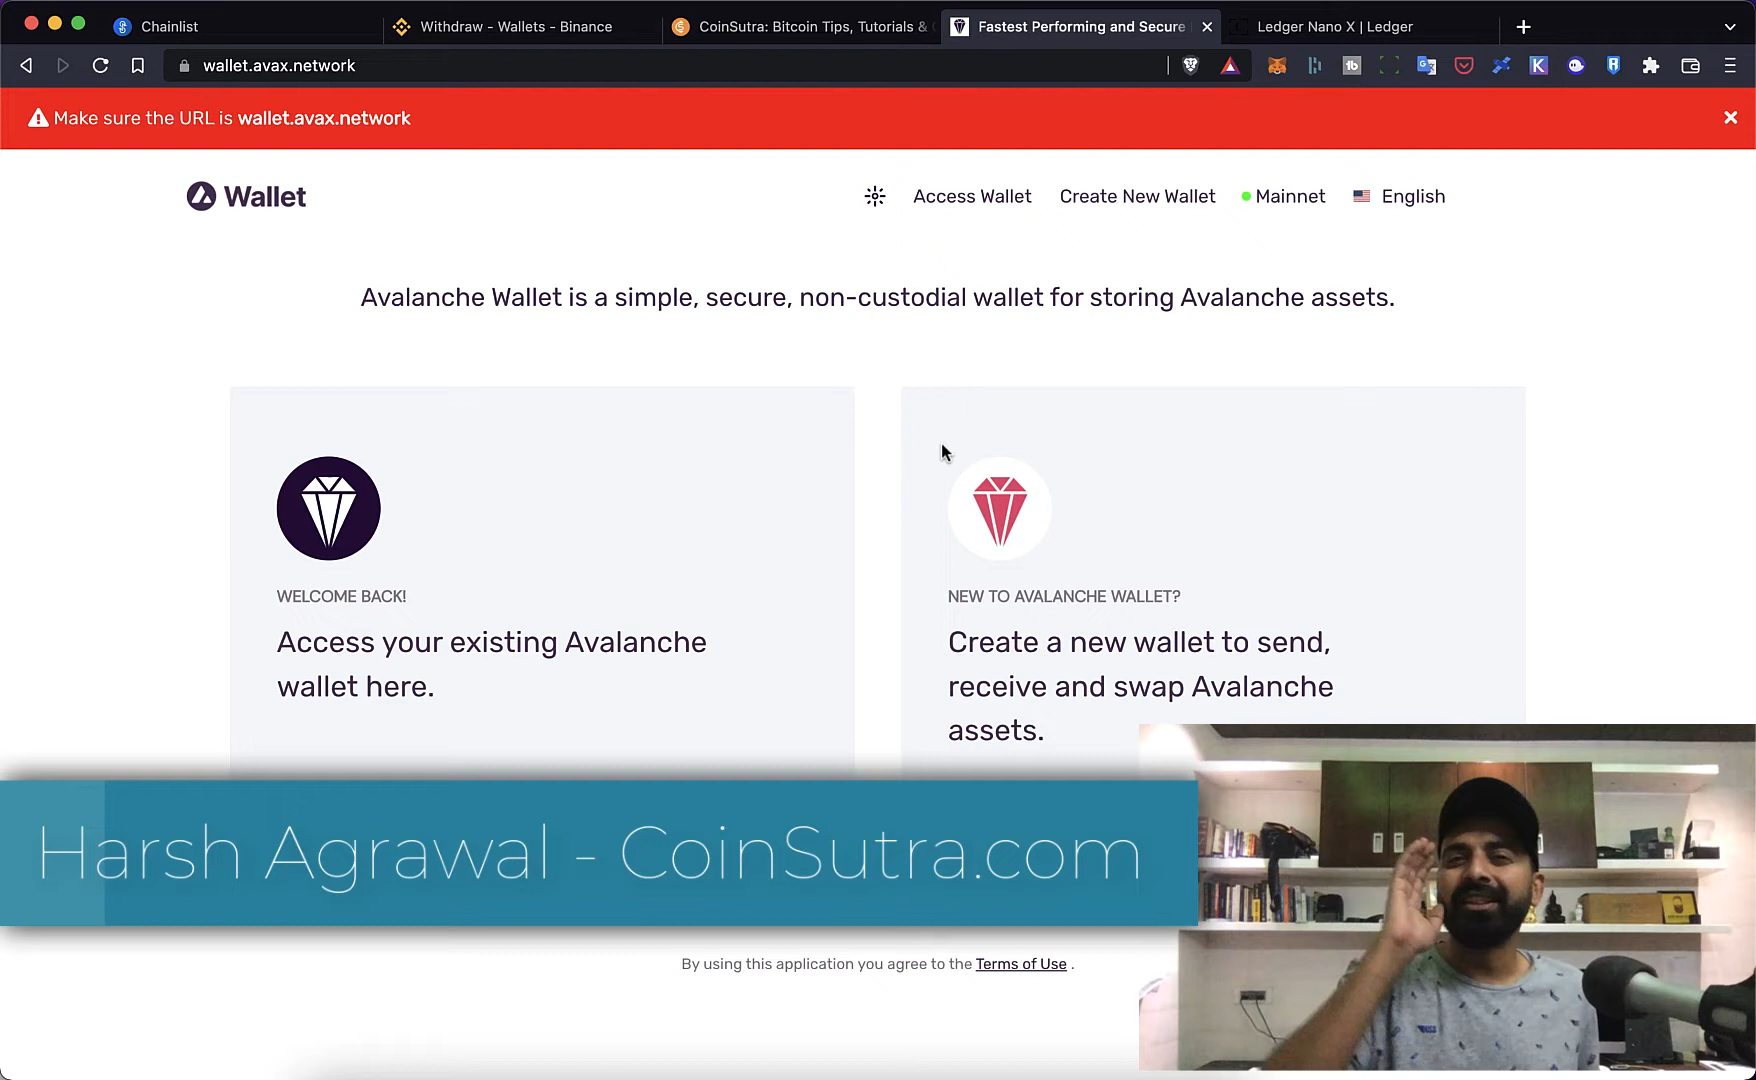 Chainlist
Withdraw - Wallets - Binance
CoinSutra: Bitcoin Tips, Tutorials &
Fastest Performing and Secure
Ledger Nano X | Ledger
wallet.avax.network
Make sure the URL is wallet.avax.network
Wallet
Access Wallet
Create New Wallet
Mainnet
English
Avalanche Wallet is a simple, secure, non-custodial wallet for storing Avalanche assets.
WELCOME BACK!
Access your existing Avalanche
wallet here.
NEW TO AVALANCHE WALLET?
Create a new wallet to send,
receive and swap Avalanche
assets.
Harsh Agrawal - CoinSutra.com
By using this application you agree to the Terms of Use .